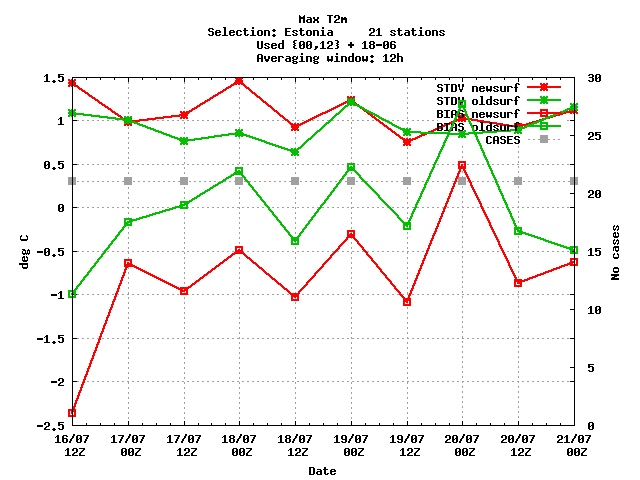 Max T2m
Selection: Estonia 21 stations
Used {00,12} + 18-06
Averaging window: 12h
1.5
1
0.5
0
-0.5
-1
-1.5
-2
-2.5
deg C
30
25
20
15
10
5
0
No cases
STDV newsurf
STDV oldsurf
BIAS newsurf
BIAS oldsurf
CASES
16/07 17/07 17/07 18/07 18/07 19/07 19/07 20/07 20/07 21/07
12Z 00Z 12Z 00Z 12Z 00Z 12Z 00Z 12Z 00Z
Date